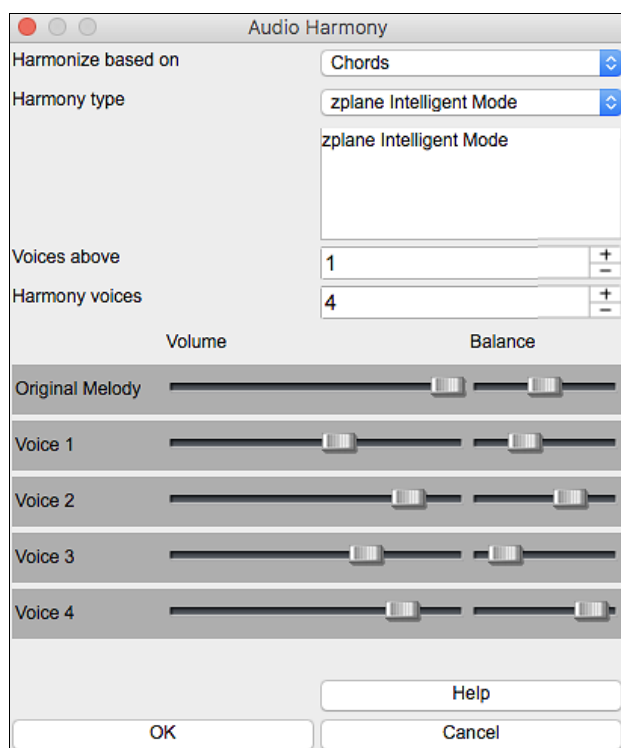 Audio Harmony
Harmonize based on
Chords
Harmony type
zplane Intelligent Mode
zplane Intelligent Mode
Voices above
1
+
−
Harmony voices
4
+
−
Volume
Balance
Original Melody
Voice 1
Voice 2
Voice 3
Voice 4
Help
OK
Cancel